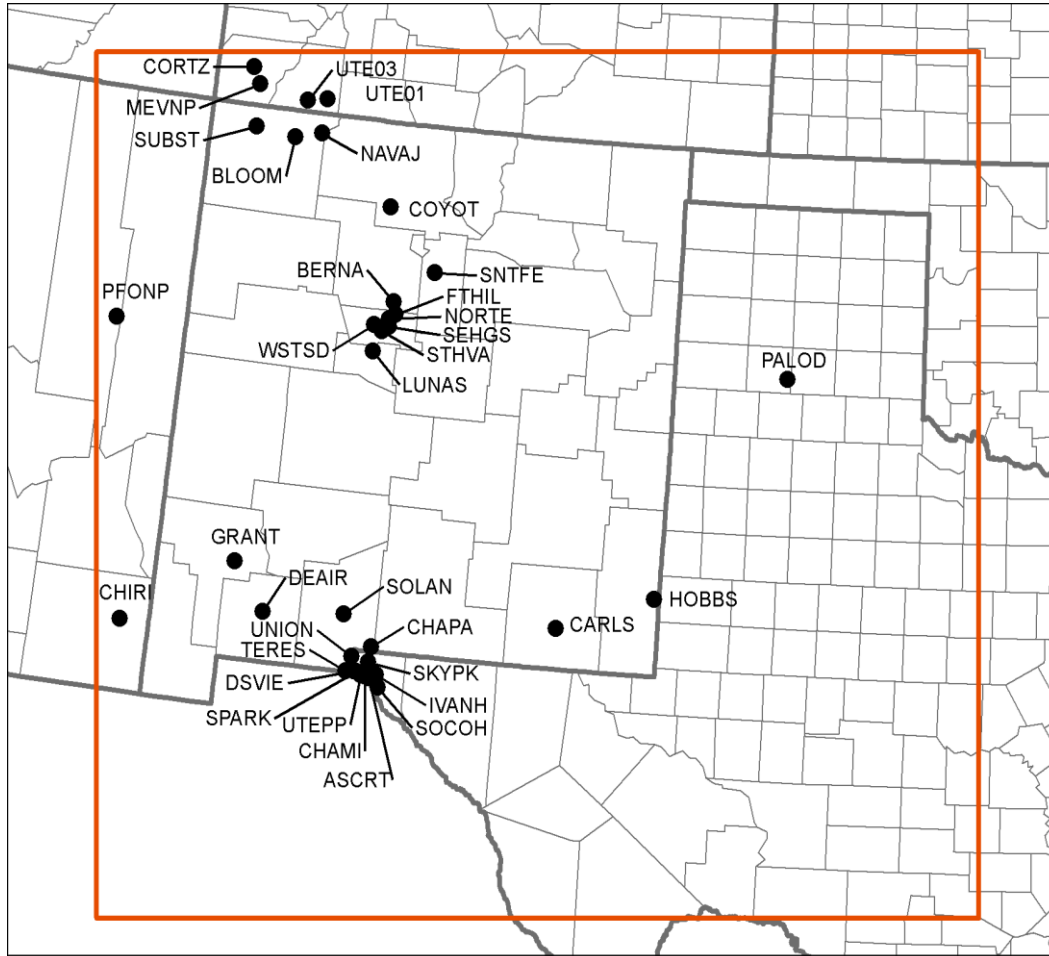 CORTZ
UTE03
MEVNP
UTE01
SUBST
NAVAJ
BLOOM
COYOT
BERNA
SNTFE
PFONP
FTHIL
NORTE
SEHGS
WSTSD
STHVA
PALOD
LUNAS
GRANT
DEAIR
CHIRI
SOLAN
HOBBS
UNION
CHAPA
CARLS
TERES
SKYPK
DSVIE
IVANH
SPARK
UTEPP
SOCOH
CHAMI
ASCRT